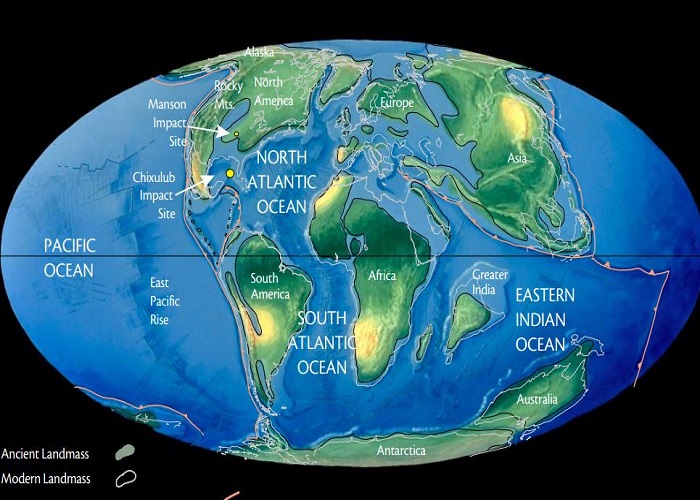 Alaska
Rocky
Mts.
North
America
Manson
Impact
Site
Europe
NORTH
ATLANTIC
OCEAN
Asia
Chixulub
Impact
Site
PACIFIC
OCEAN
East
Pacific
Rise
South
America
Africa
Greater
India
EASTERN
INDIAN
OCEAN
SOUTH
ATLANTIC
OCEAN
Australia
Antarctica
Ancient Landmass
Modern Landmass